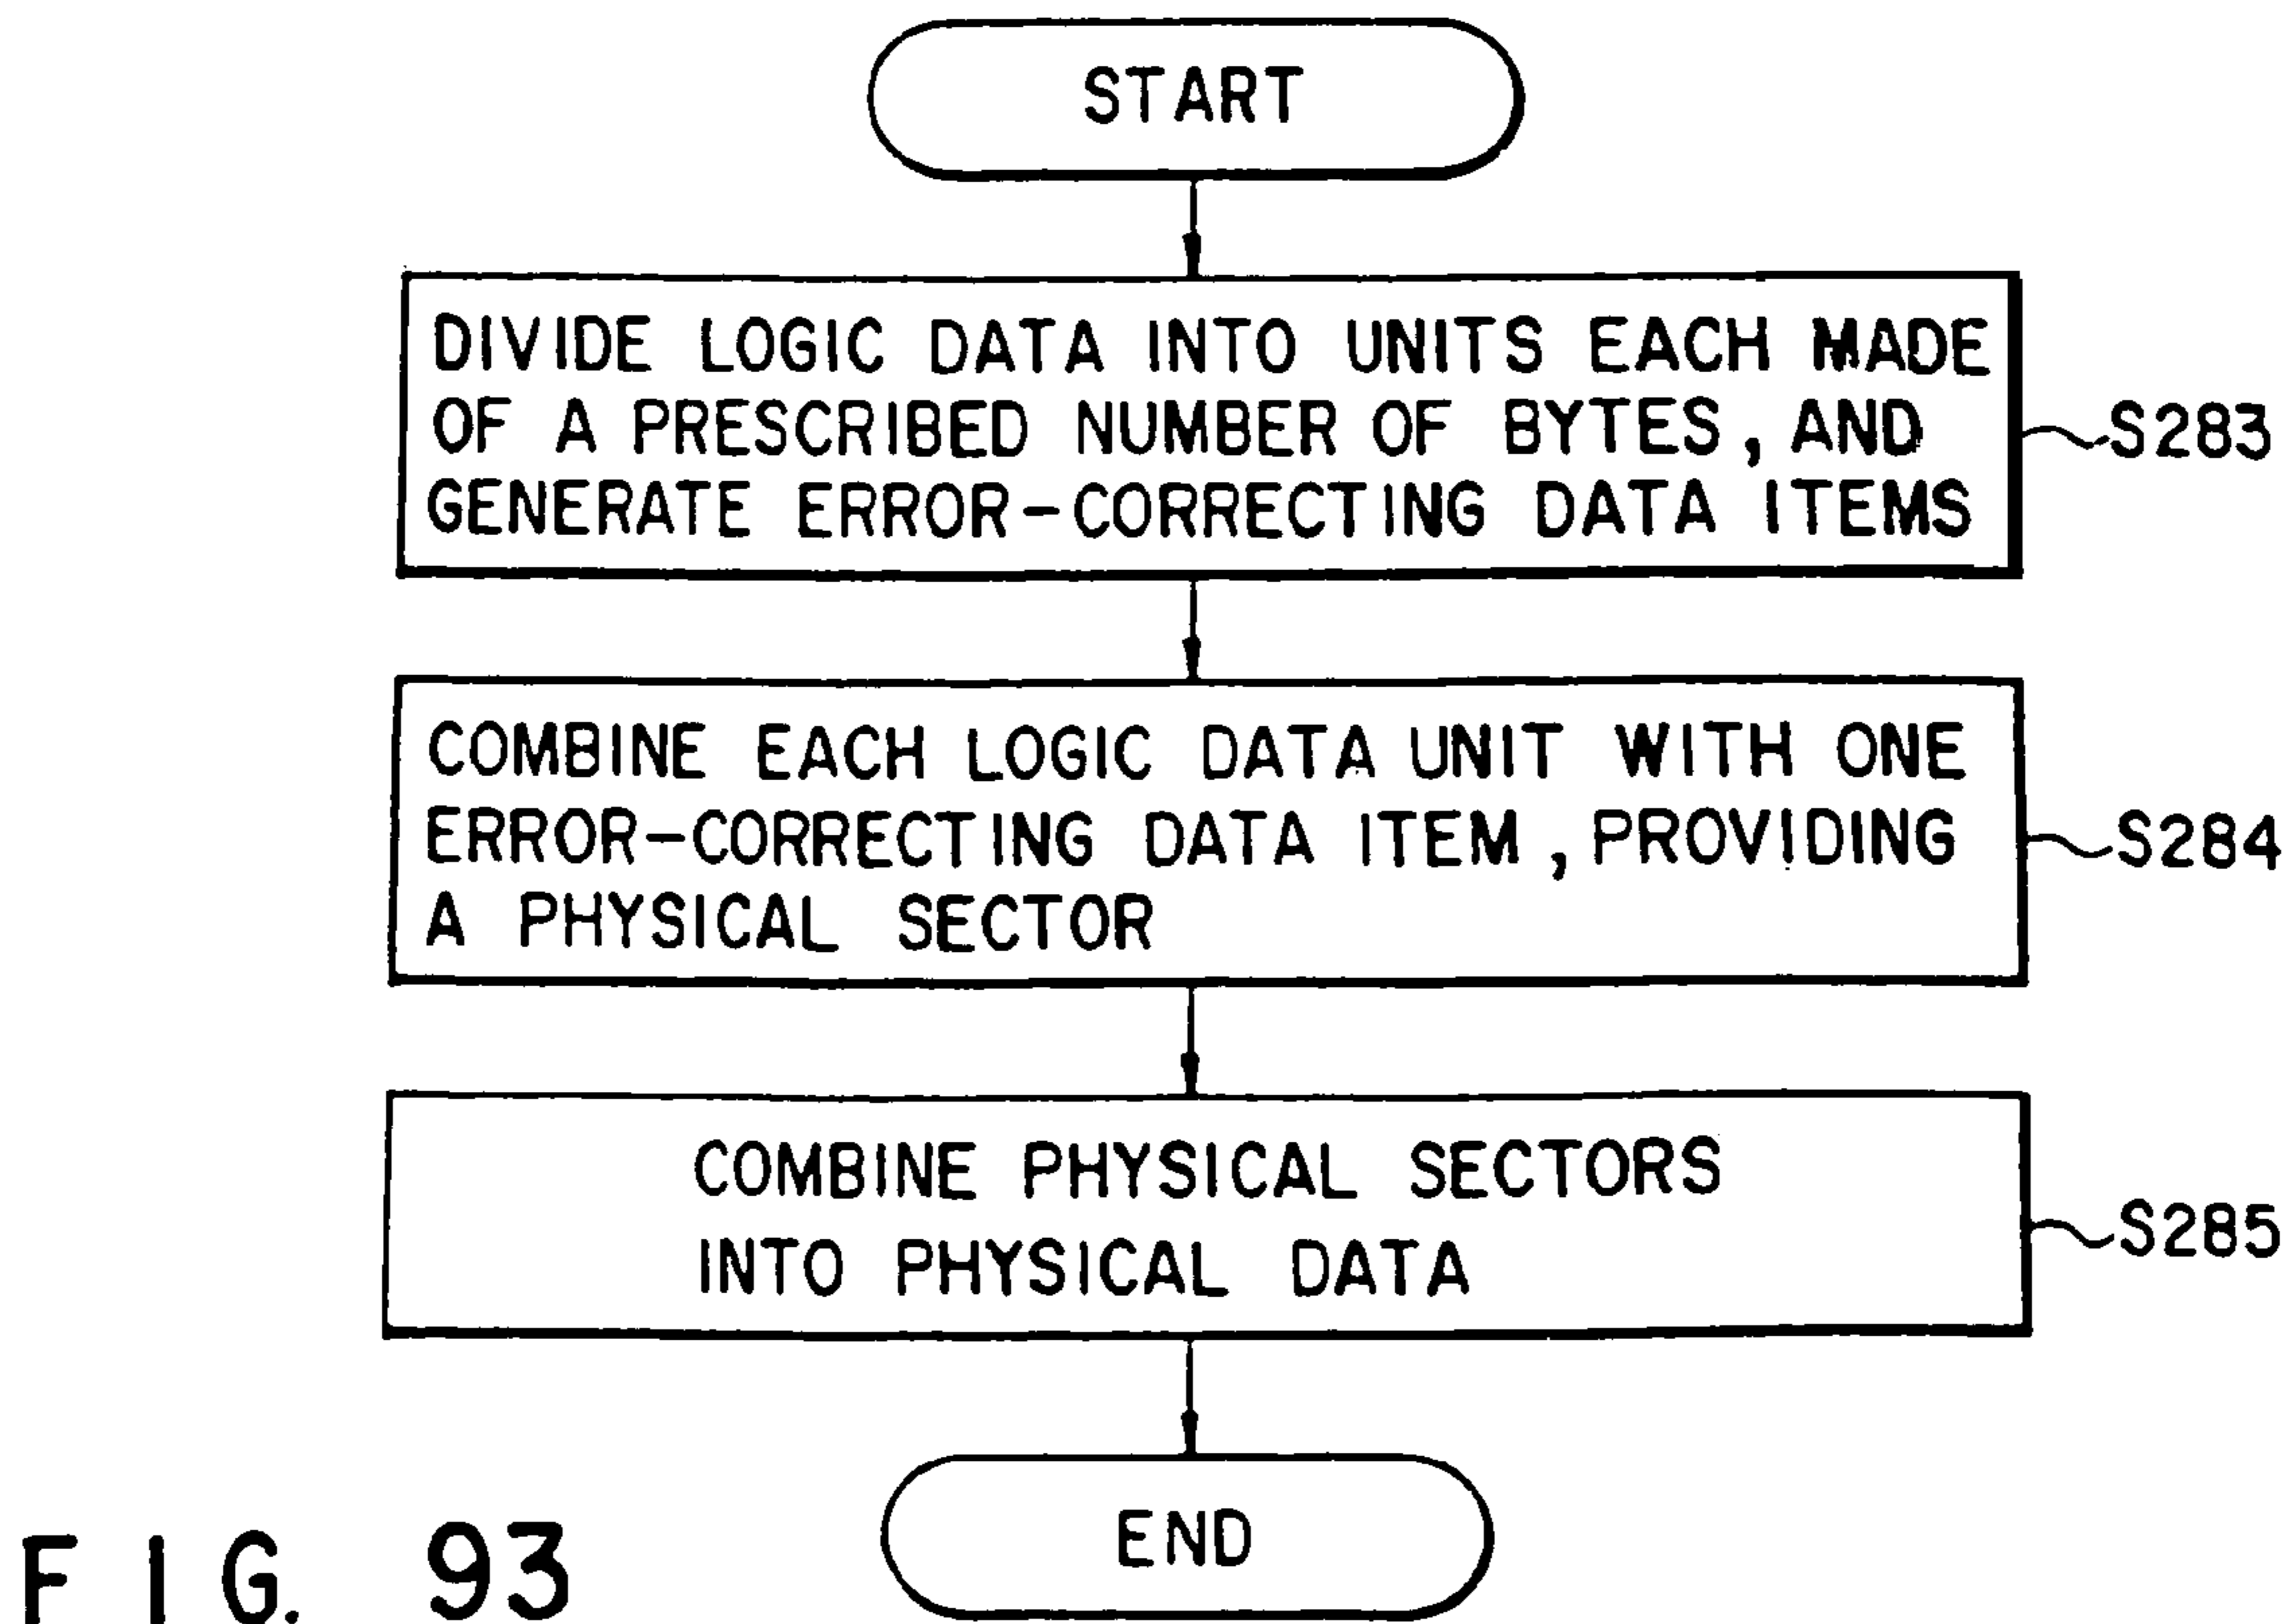 START
DIVIDE LOGIC DATA INTO UNITS EACH MADE
OF A PRESCRIBED NUMBER OF BYTES, AND
GENERATE ERROR-CORRECTING DATA ITEMS
S283
COMBINE EACH LOGIC DATA UNIT WITH ONE
ERROR-CORRECTING DATA ITEM, PROVIDING
A PHYSICAL SECTOR
S284
COMBINE PHYSICAL SECTORS
INTO PHYSICAL DATA
S285
END
FIG. 93